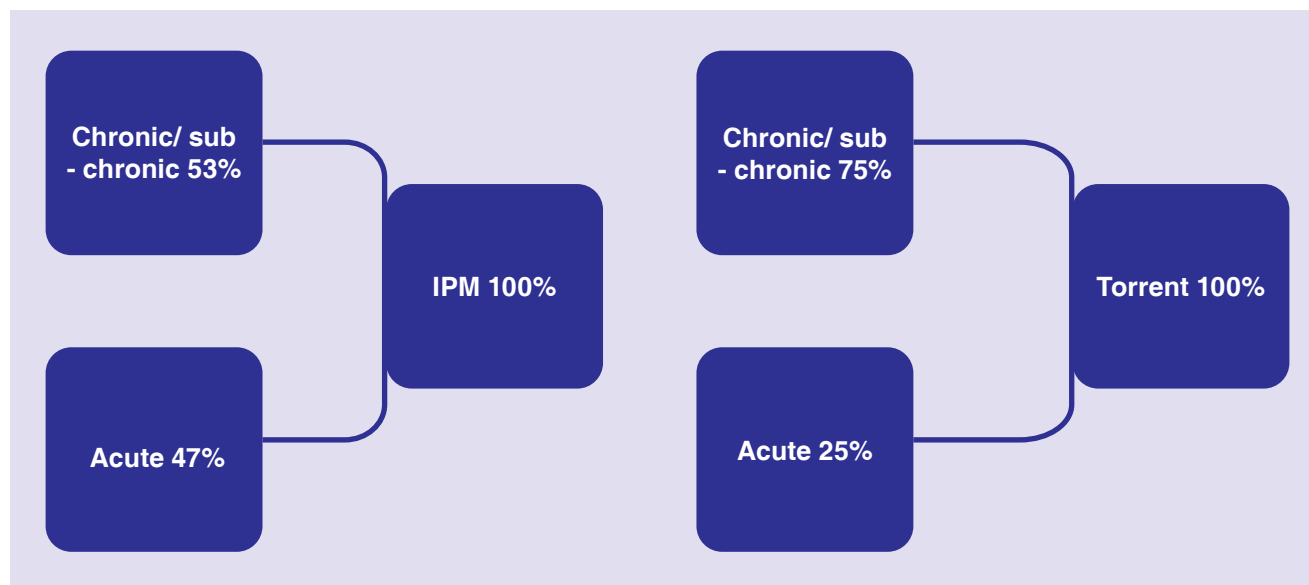 Chronic/ sub
- chronic 53%
Acute 47%
IPM 100%
Chronic/ sub
- chronic 75%
Acute 25%
Torrent 100%